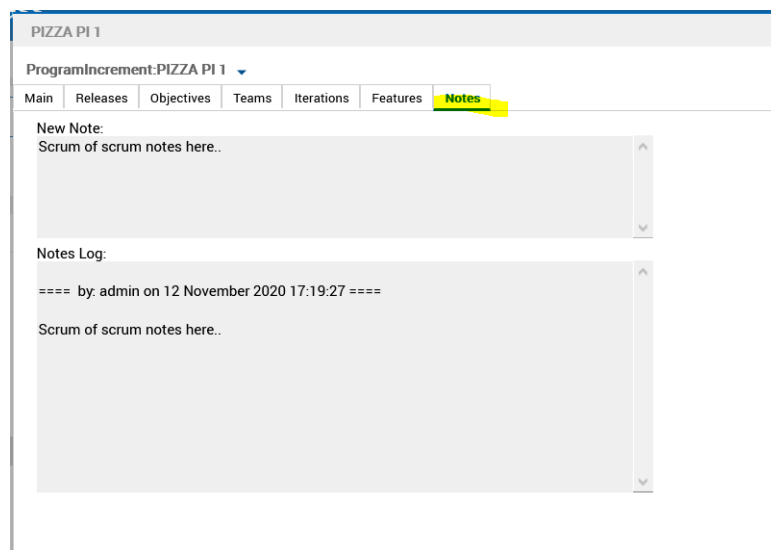 PIZZA PI 1
ProgramIncrement:PIZZA PI 1
Main Releases Objectives Teams Iterations Features Notes
New Note:
Scrum of scrum notes here..
Notes Log:
==== by: admin on 12 November 2020 17:19:27 ====
Scrum of scrum notes here..